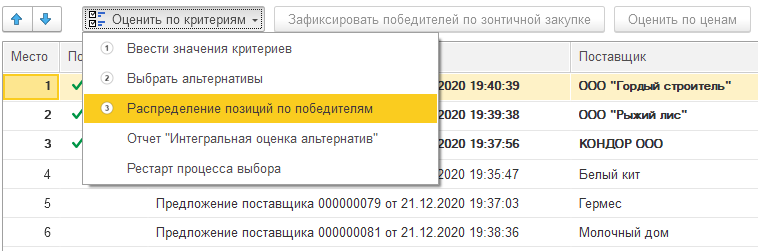 Оценить по критериям Зафиксировать победителей по зонтичной закупке Оценить по ценам
Место По Поставщик
1 Ввести значения критериев
2 Выбрать альтернативы
3 Распределение позиций по победителям
Отчет "Интегральная оценка альтернатив"
Рестарт процесса выбора
1 2.2020 19:40:39 ООО "Гордый строитель"
2 2.2020 19:39:38 ООО "Рыжий лис"
3 2.2020 19:37:56 КОНДОР ООО
4 2.2020 19:35:47 Белый кит
5 Предложение поставщика 000000079 от 21.12.2020 19:37:03 Гермес
6 Предложение поставщика 000000081 от 21.12.2020 19:38:36 Молочный дом